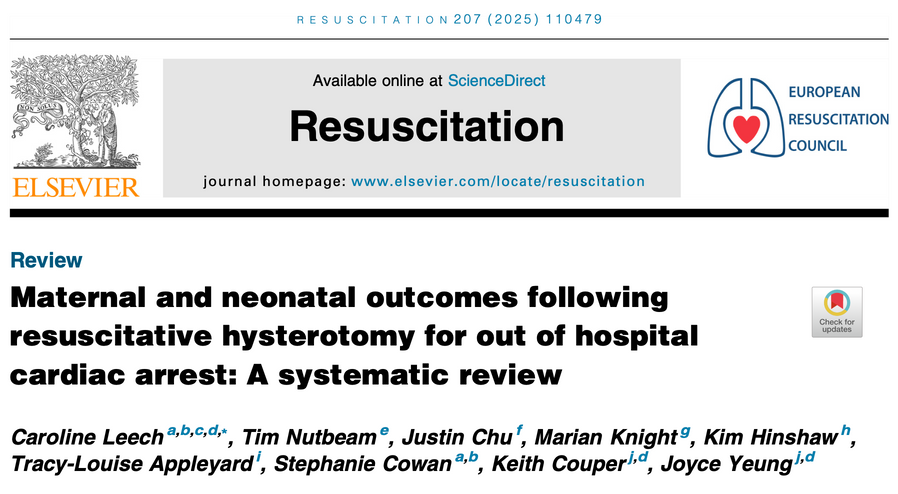 RESUSCITATION 207 (2025) 110479
Available online at ScienceDirect
Resuscitation
journal homepage: www.elsevier.com/locate/resuscitation
ELSEVIER
EUROPEAN
RESUSCITATION
COUNCIL
Review
Maternal and neonatal outcomes following
resuscitative hysterotomy for out of hospital
cardiac arrest: A systematic review
Check for
updates
Caroline Leech a,b,c,d,*, Tim Nutbeam e, Justin Chu f, Marian Knight g, Kim Hinshaw h,
Tracy-Louise Appleyard i, Stephanie Cowan a,b, Keith Couper j,d, Joyce Yeung j,d